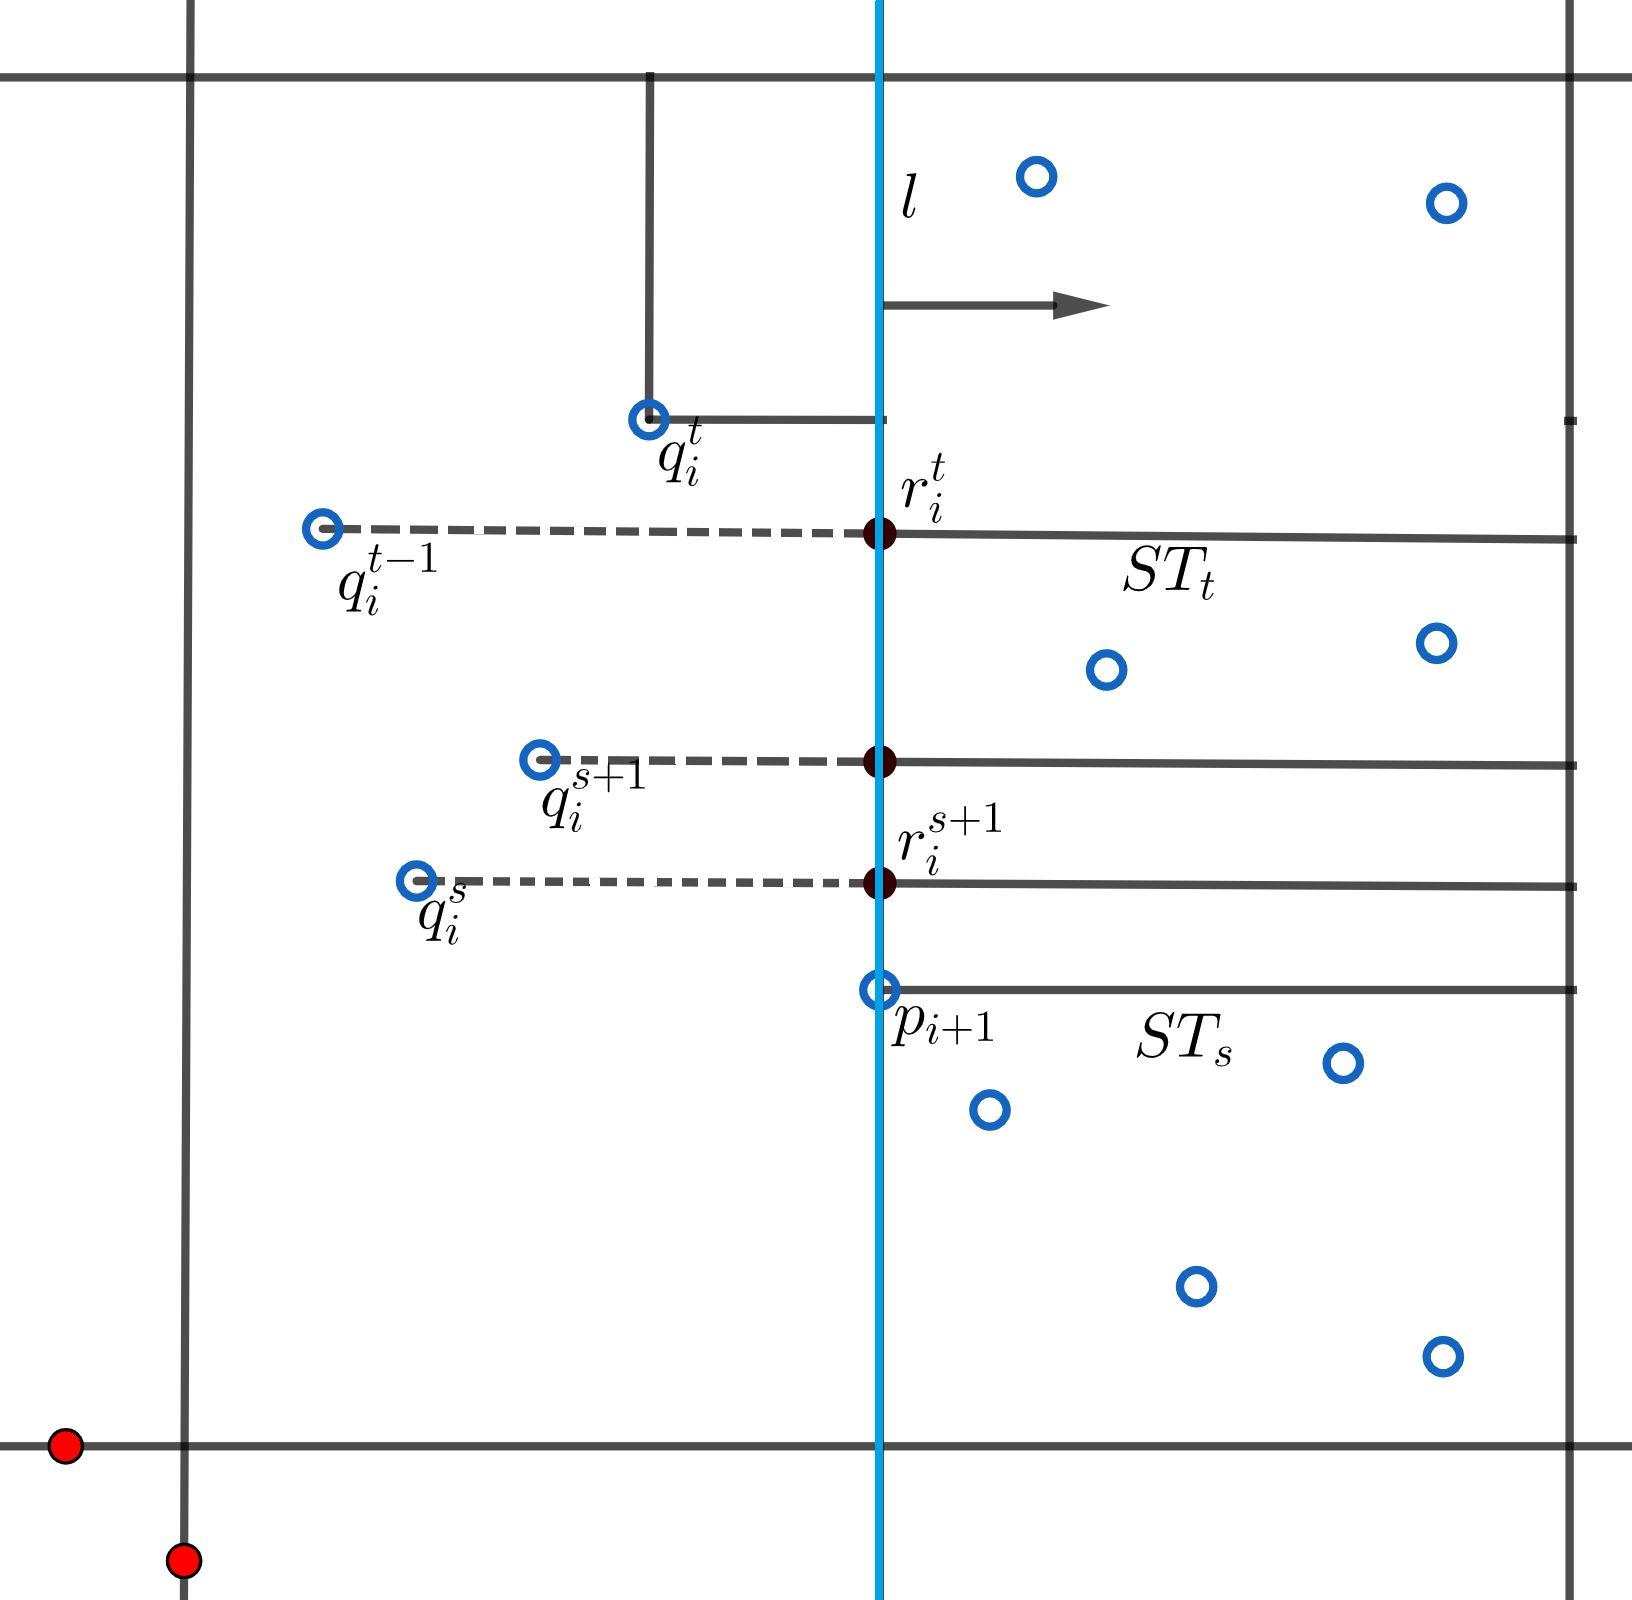 l
q_i^t
r_i^t
q_i^{t-1}
ST_t
q_i^{s+1}
r_i^{s+1}
q_i^s
p_{i+1}
ST_s